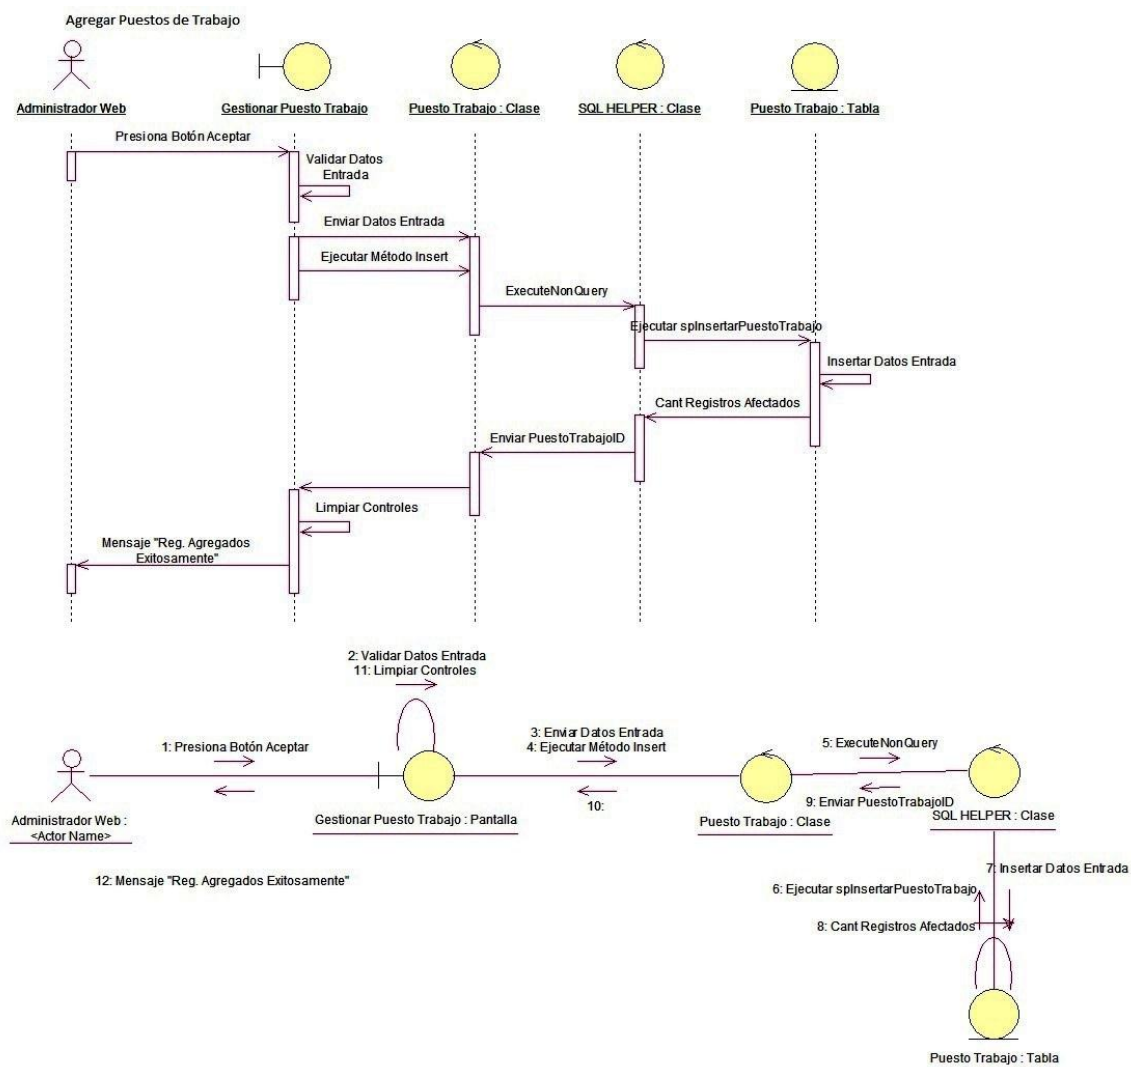 Agregar Puestos de Trabajo
Administrador Web
Gestionar Puesto Trabajo
Puesto Trabajo : Clase
SQL HELPER : Clase
Puesto Trabajo : Tabla
Presiona Botón Aceptar
Validar Datos
Entrada
Enviar Datos Entrada
Ejecutar Método Insert
ExecuteNonQuery
Ejecutar spInsertarPuestoTrabajo
Insertar Datos Entrada
Cant Registros Afectados
Enviar PuestoTrabajoID
Limpiar Controles
Mensaje "Reg. Agregados
Exitosamente"
2: Validar Datos Entrada
11: Limpiar Controles
1: Presiona Botón Aceptar
3: Enviar Datos Entrada
4: Ejecutar Método Insert
5: ExecuteNonQuery
10:
9: Enviar PuestoTrabajoID
Administrador Web :
<Actor Name>
Gestionar Puesto Trabajo : Pantalla
Puesto Trabajo : Clase
SQL HELPER : Clase
12: Mensaje "Reg. Agregados Exitosamente"
7: Insertar Datos Entrada
6: Ejecutar spInsertarPuestoTrabajo
8: Cant Registros Afectados
Puesto Trabajo : Tabla